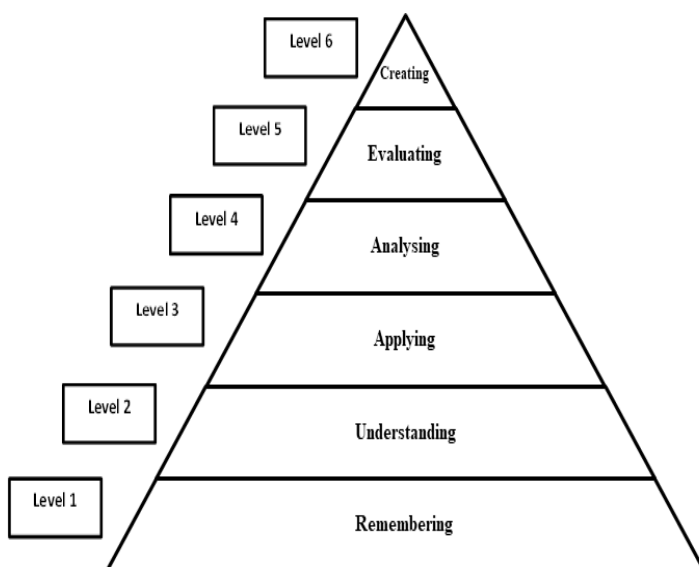 Level 6
Creating
Level 5
Evaluating
Level 4
Analysing
Level 3
Applying
Level 2
Understanding
Level 1
Remembering